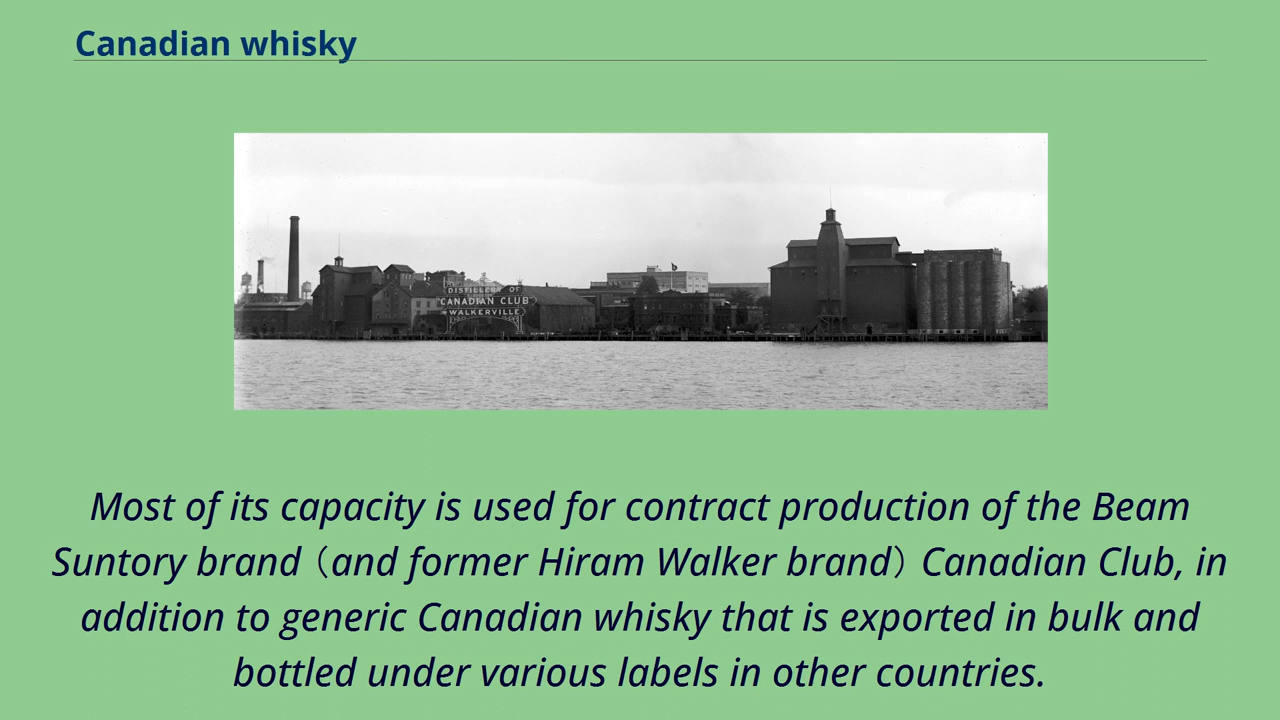 Canadian whisky
DISTILLERY OF
CANADIAN CLUB
WALKERVILLE
Most of its capacity is used for contract production of the Beam
Suntory brand (and former Hiram Walker brand) Canadian Club, in
addition to generic Canadian whisky that is exported in bulk and
bottled under various labels in other countries.